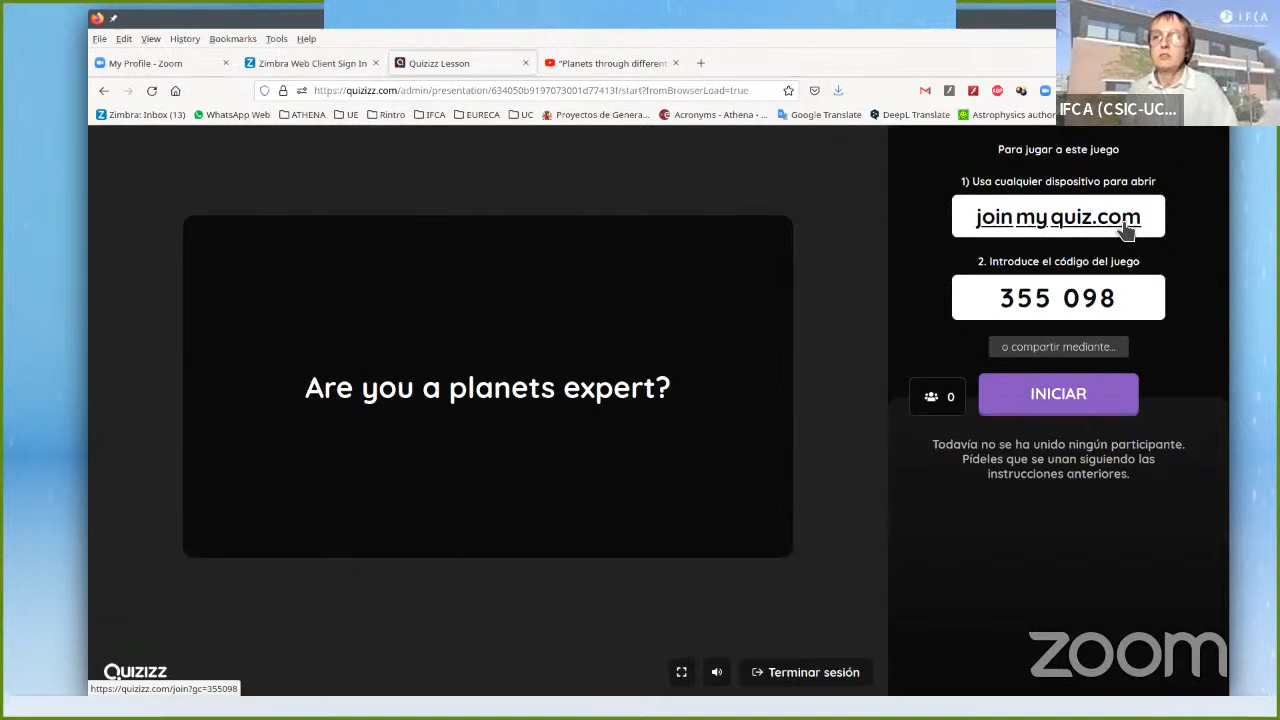 File Edit View History Bookmarks Tools Help
My Profile - Zoom
Zimbra Web Client Sign In
Quizizz Lesson
"Planets through different
https://quizizz.com/admin/presentation/634058b9197073001d77413f/start?fromBrowserLoad=true
Zimbra: Inbox (13) WhatsApp Web ATHENA UE Rintro IFCA EURECA UC Proyectos de Genera... Acronyms - Athena - ... Google Translate DeepL Translate Astrophysics author
IFCA
IFCA (CSIC-UC...
Para jugar a este juego
1) Usa cualquier dispositivo para abrir
joinmyquiz.com
2. Introduce el código del juego
355 098
o compartir mediante...
0
INICIAR
Todavía no se ha unido ningún participante.
Pídeles que se unan siguiendo las
instrucciones anteriores.
Are you a planets expert?
Quizizz
Terminar sesión
https://quizizz.com/join?gc=355098
zoom